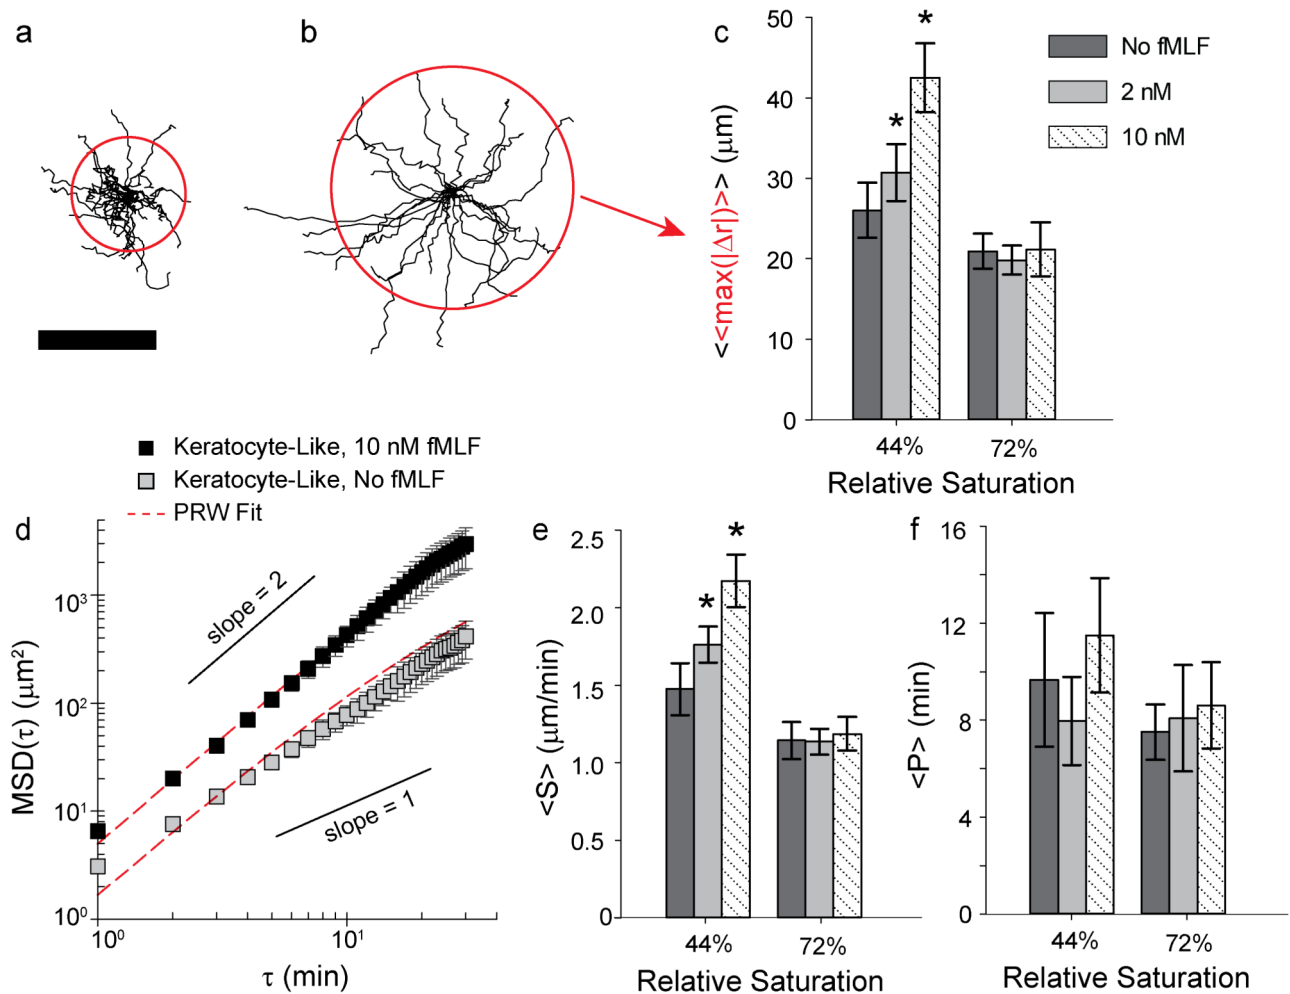 a
b
c
50
40
30
20
10
0
<<max(|Δr|)>> (μm)
*
*
No fMLF
2 nM
10 nM
44%
72%
Relative Saturation
Keratocyte-Like, 10 nM fMLF
Keratocyte-Like, No fMLF
PRW Fit
d
MSD(τ) (μm²)
10³
10²
10¹
10⁰
slope = 2
slope = 1
10⁰
10¹
τ (min)
e
<S> (μm/min)
2.5
2.0
1.5
1.0
0.5
0
*
*
44%
72%
Relative Saturation
f
<P> (min)
16
12
8
4
0
44%
72%
Relative Saturation